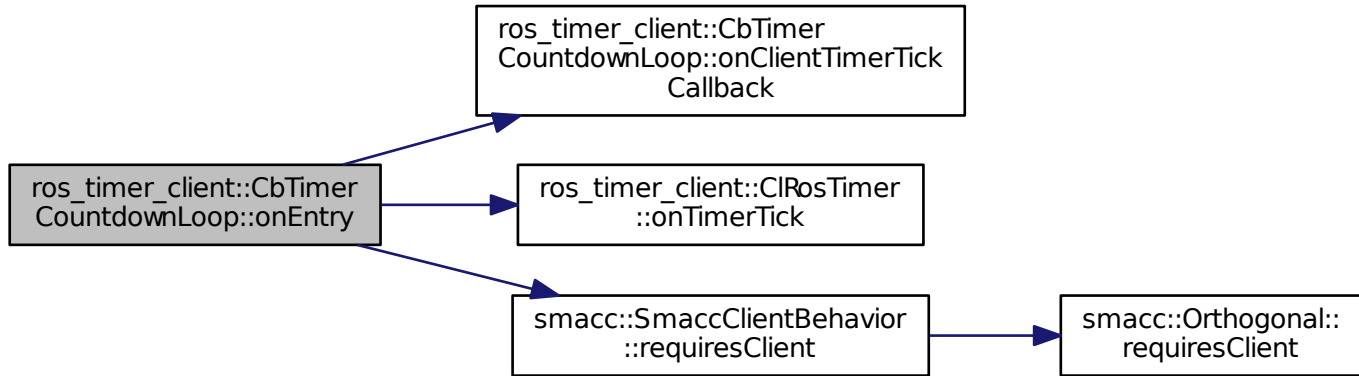 ros_timer_client::CbTimer
CountdownLoop::onClientTimerTick
Callback
ros_timer_client::CbTimer
CountdownLoop::onEntry
ros_timer_client::ClRosTimer
::onTimerTick
smacc::SmaccClientBehavior
::requiresClient
smacc::Orthogonal::
requiresClient